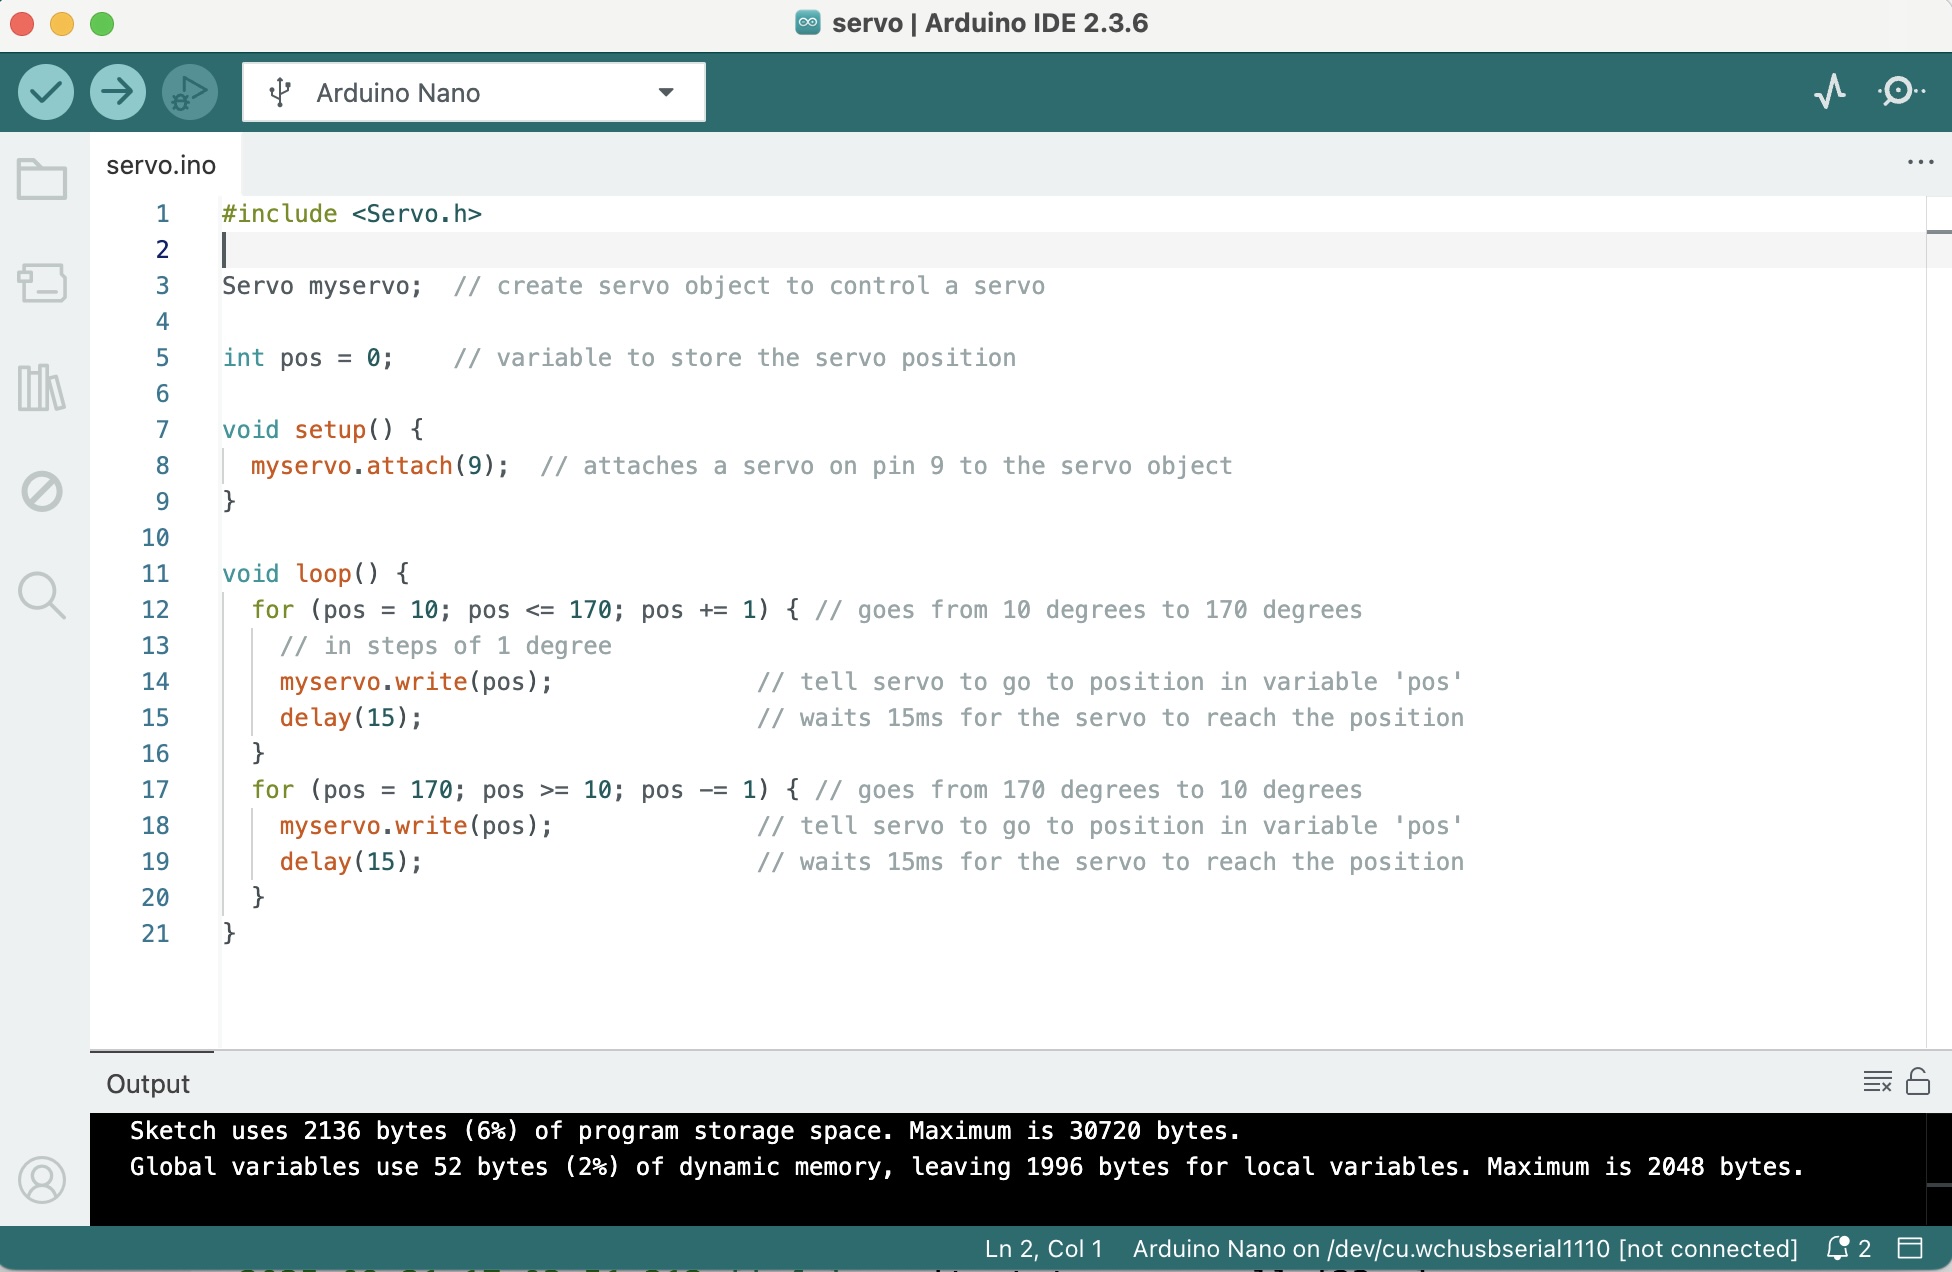 servo | Arduino IDE 2.3.6
Arduino Nano
servo.ino
1 #include <Servo.h>
2
3 Servo myservo;  // create servo object to control a servo
4
5 int pos = 0;    // variable to store the servo position
6
7 void setup() {
8   myservo.attach(9);  // attaches a servo on pin 9 to the servo object
9 }
10
11 void loop() {
12   for (pos = 10; pos <= 170; pos += 1) { // goes from 10 degrees to 170 degrees
13     // in steps of 1 degree
14     myservo.write(pos);              // tell servo to go to position in variable 'pos'
15     delay(15);                       // waits 15ms for the servo to reach the position
16   }
17   for (pos = 170; pos >= 10; pos -= 1) { // goes from 170 degrees to 10 degrees
18     myservo.write(pos);              // tell servo to go to position in variable 'pos'
19     delay(15);                       // waits 15ms for the servo to reach the position
20   }
21 }
Output
Sketch uses 2136 bytes (6%) of program storage space. Maximum is 30720 bytes.
Global variables use 52 bytes (2%) of dynamic memory, leaving 1996 bytes for local variables. Maximum is 2048 bytes.
Ln 2, Col 1 Arduino Nano on /dev/cu.wchusbserial1110 [not connected] 2